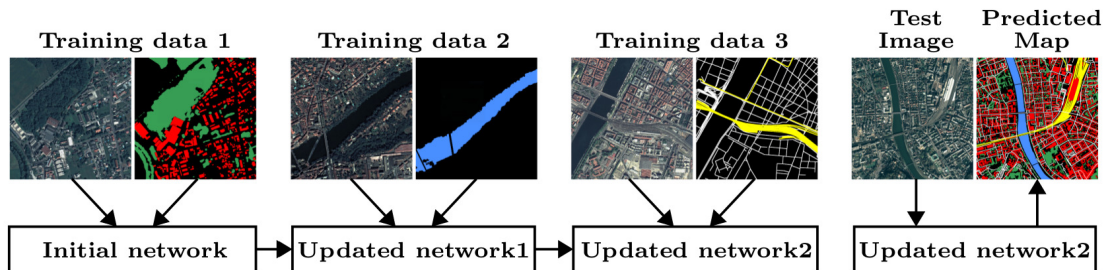 Training data 1
Training data 2
Training data 3
Test
Image
Predicted
Map
Initial network
Updated network1
Updated network2
Updated network2